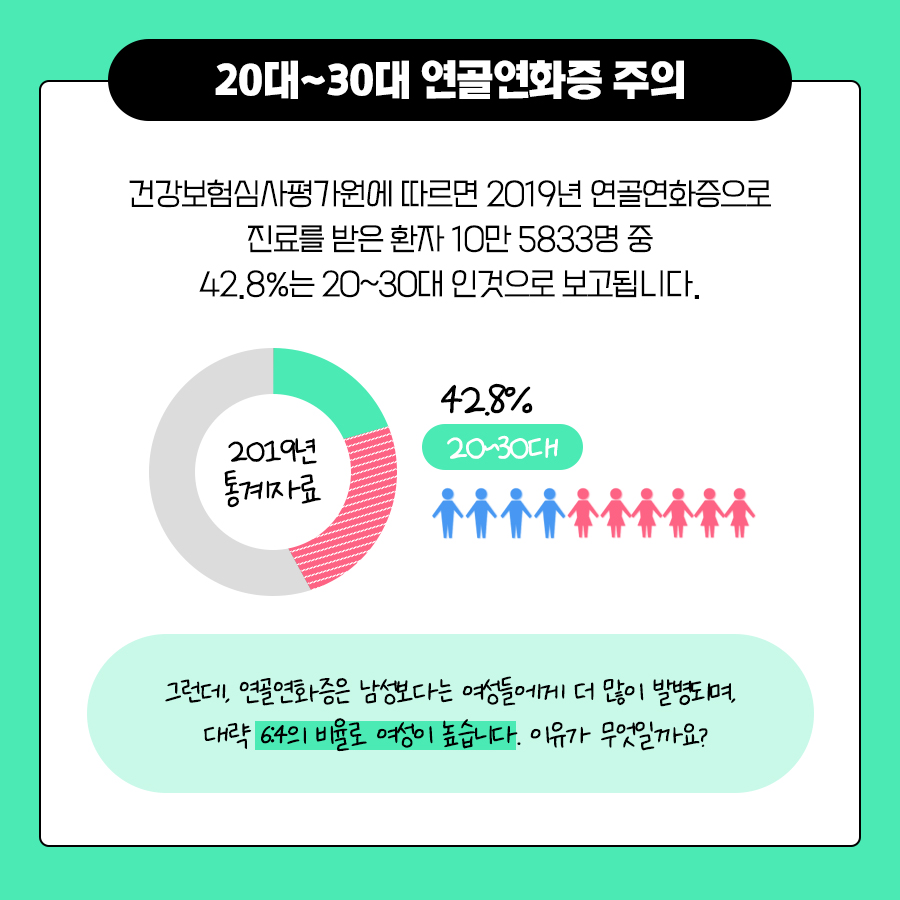 20대~30대 연골연화증 주의
건강보험심사평가원에 따르면 2019년 연골연화증으로
진료를 받은 환자 10만 5833명 중
42.8%는 20~30대 인것으로 보고됩니다.
2019년
통계자료
42.8%
20~30대
그런데, 연골연화증은 남성보다는 여성들에게 더 많이 발병되며,
대략 6:4의 비율로 여성이 높습니다. 이유가 무엇일까요?